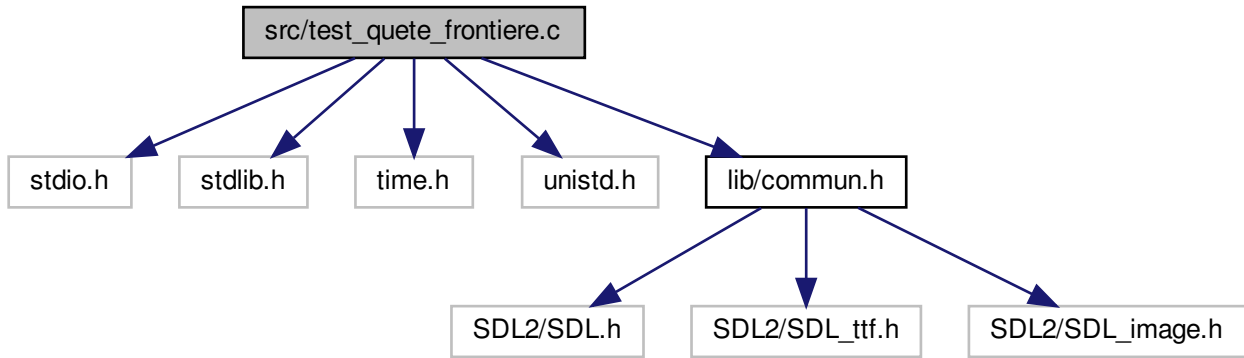 src/test_quete_frontiere.c
stdio.h
stdlib.h
time.h
unistd.h
lib/commun.h
SDL2/SDL.h
SDL2/SDL_ttf.h
SDL2/SDL_image.h